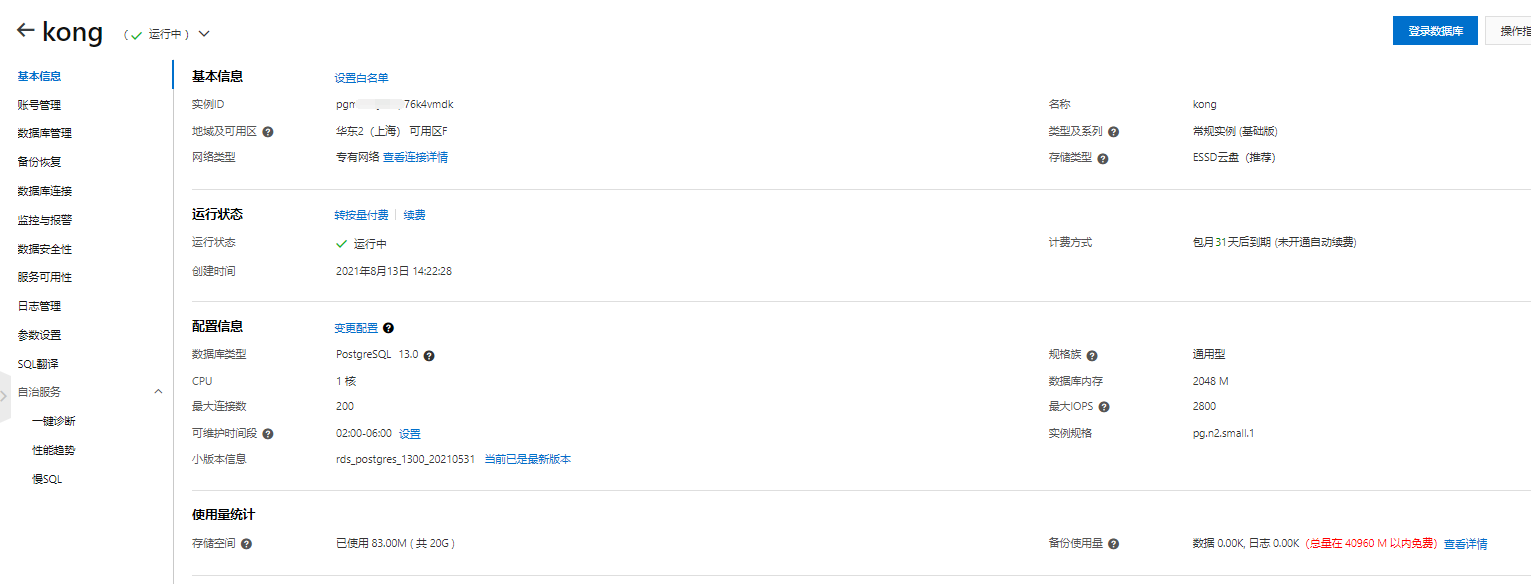 kong （ 运行中 ）
登录数据库 操作指
基本信息
账号管理
数据库管理
备份恢复
数据库连接
监控与报警
数据安全性
服务可用性
日志管理
参数设置
SQL翻译
自治服务
一键诊断
性能趋势
慢SQL
基本信息 设置白名单
实例ID pgm 76k4vmdk 名称 kong
地域及可用区 华东2（上海） 可用区F 类型及系列 常规实例 (基础版)
网络类型 专有网络 查看连接详情 存储类型 ESSD云盘（推荐）
运行状态 转按量付费 续费
运行状态 运行中 计费方式 包月31天后到期 (未开通自动续费)
创建时间 2021年8月13日 14:22:28
配置信息 变更配置
数据库类型 PostgreSQL 13.0 规格族 通用型
CPU 1 核 数据库内存 2048 M
最大连接数 200 最大IOPS 2800
可维护时间段 02:00-06:00 设置 实例规格 pg.n2.small.1
小版本信息 rds_postgres_1300_20210531 当前已是最新版本
使用量统计
存储空间 已使用 83.00M ( 共 20G ) 备份使用量 数据 0.00K, 日志 0.00K（总量在 40960 M 以内免费）查看详情